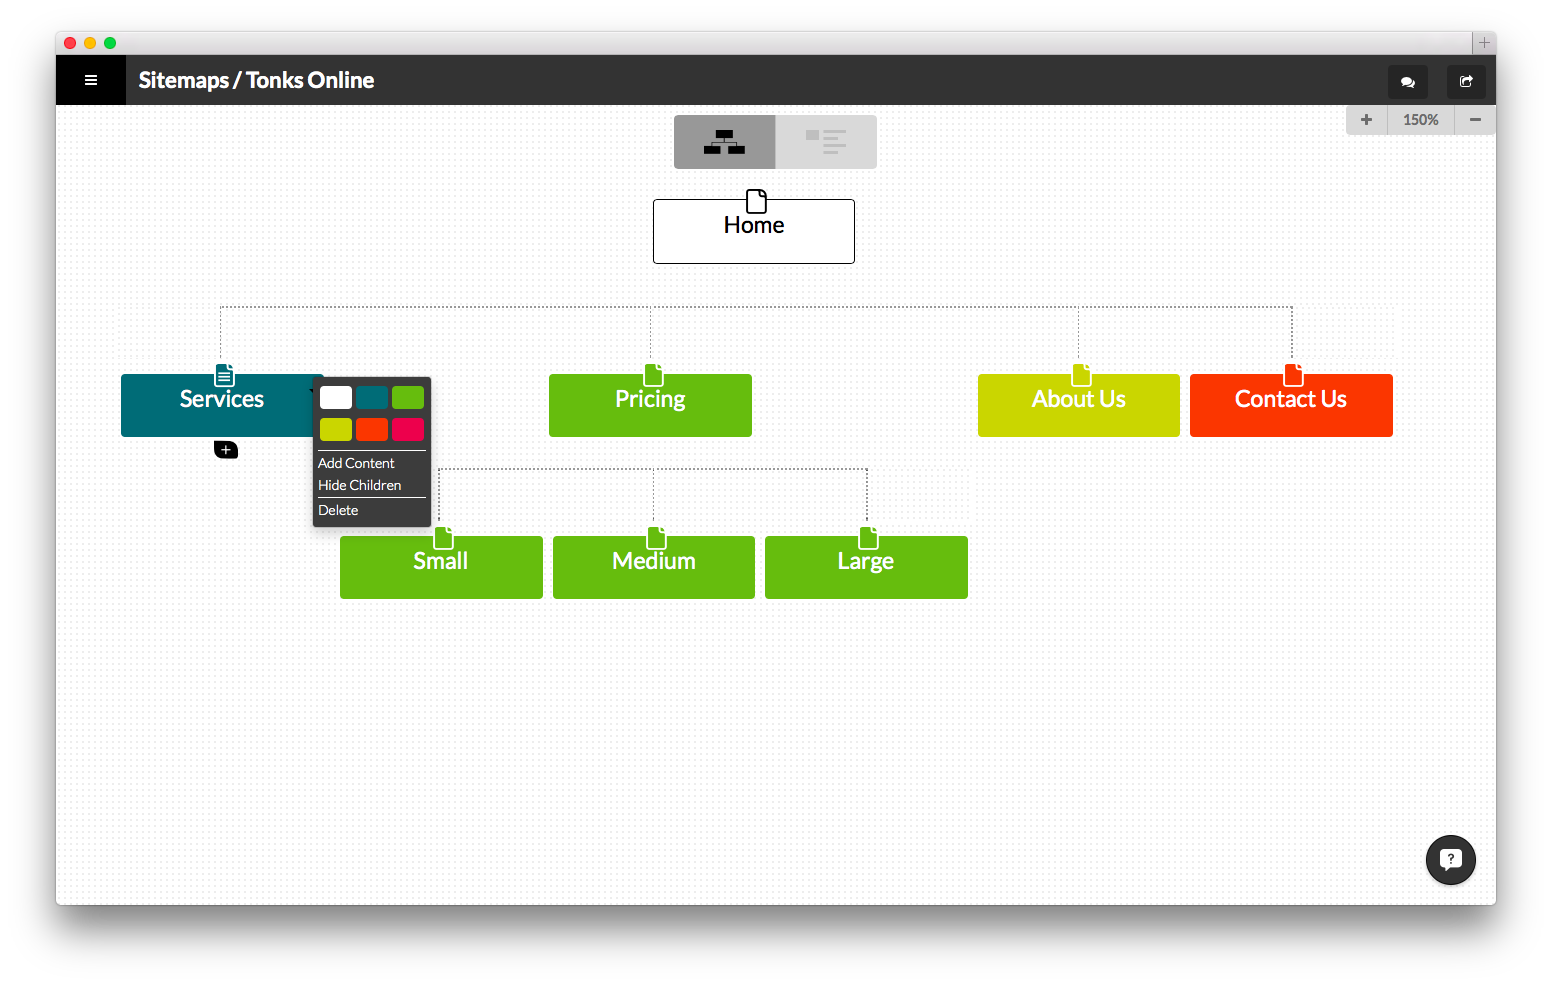 Sitemaps / Tonks Online
150%
Home
Services
Pricing
About Us
Contact Us
Add Content
Hide Children
Delete
Small
Medium
Large
?